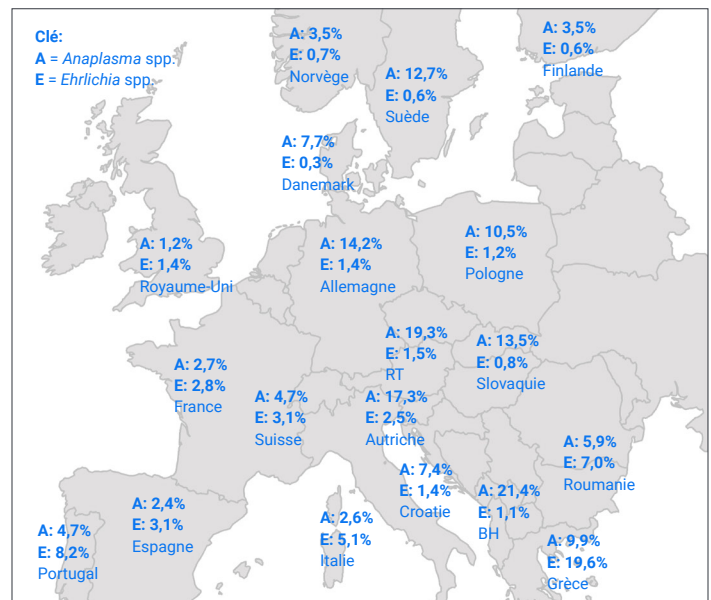 Clé:
A = Anaplasma spp.
E = Ehrlichia spp.
A: 3,5%
E: 0,7%
Norvège
A: 12,7%
E: 0,6%
Suède
A: 3,5%
E: 0,6%
Finlande
A: 7,7%
E: 0,3%
Danemark
A: 1,2%
E: 1,4%
Royaume-Uni
A: 14,2%
E: 1,4%
Allemagne
A: 10,5%
E: 1,2%
Pologne
A: 19,3%
E: 1,5%
RT
A: 13,5%
E: 0,8%
Slovaquie
A: 2,7%
E: 2,8%
France
A: 4,7%
E: 3,1%
Suisse
A: 17,3%
E: 2,5%
Autriche
A: 5,9%
E: 7,0%
Roumanie
A: 7,4%
E: 1,4%
Croatie
A: 21,4%
E: 1,1%
BH
A: 2,4%
E: 3,1%
Espagne
A: 4,7%
E: 8,2%
Portugal
A: 2,6%
E: 5,1%
Italie
A: 9,9%
E: 19,6%
Grèce